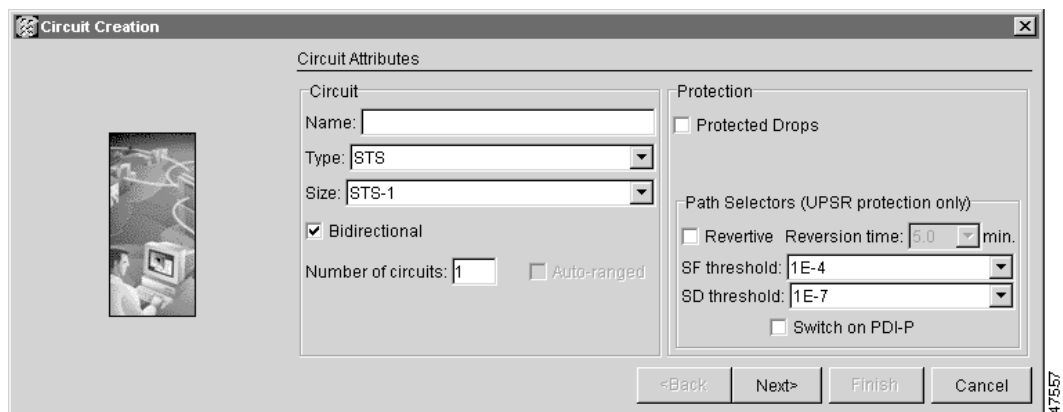 Circuit Creation
Circuit Attributes
Circuit
Name:
Type: STS
Size: STS-1
Bidirectional
Number of circuits: 1
Auto-ranged
Protection
Protected Drops
Path Selectors (UPSR protection only)
Revertive Reversion time: 5.0 min.
SF threshold: 1E-4
SD threshold: 1E-7
Switch on PDI-P
<Back Next> Finish Cancel
47557